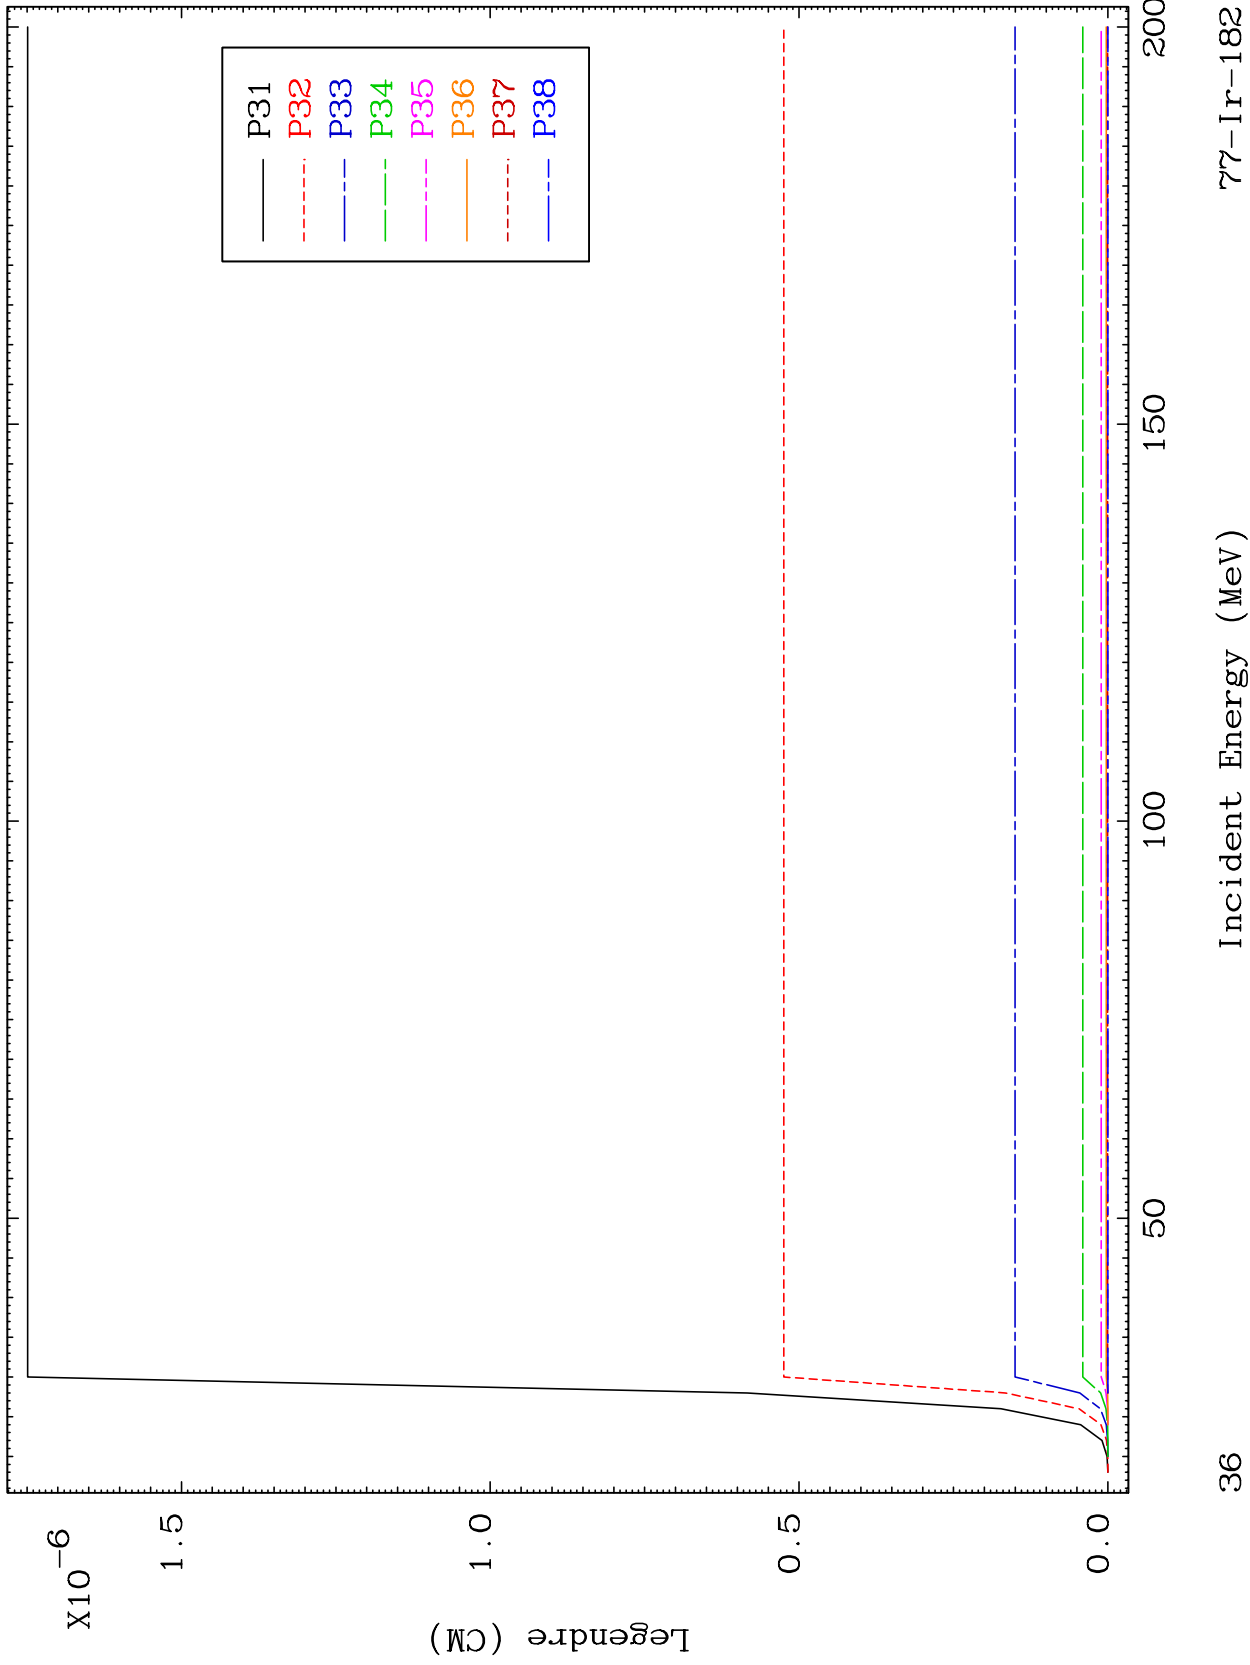 X10-6
1.5
1.0
0.5
0.0
Legendre (CM)
P31
P32
P33
P34
P35
P36
P37
P38
50
100
150
200
Incident Energy (MeV)
36
77-Ir-182